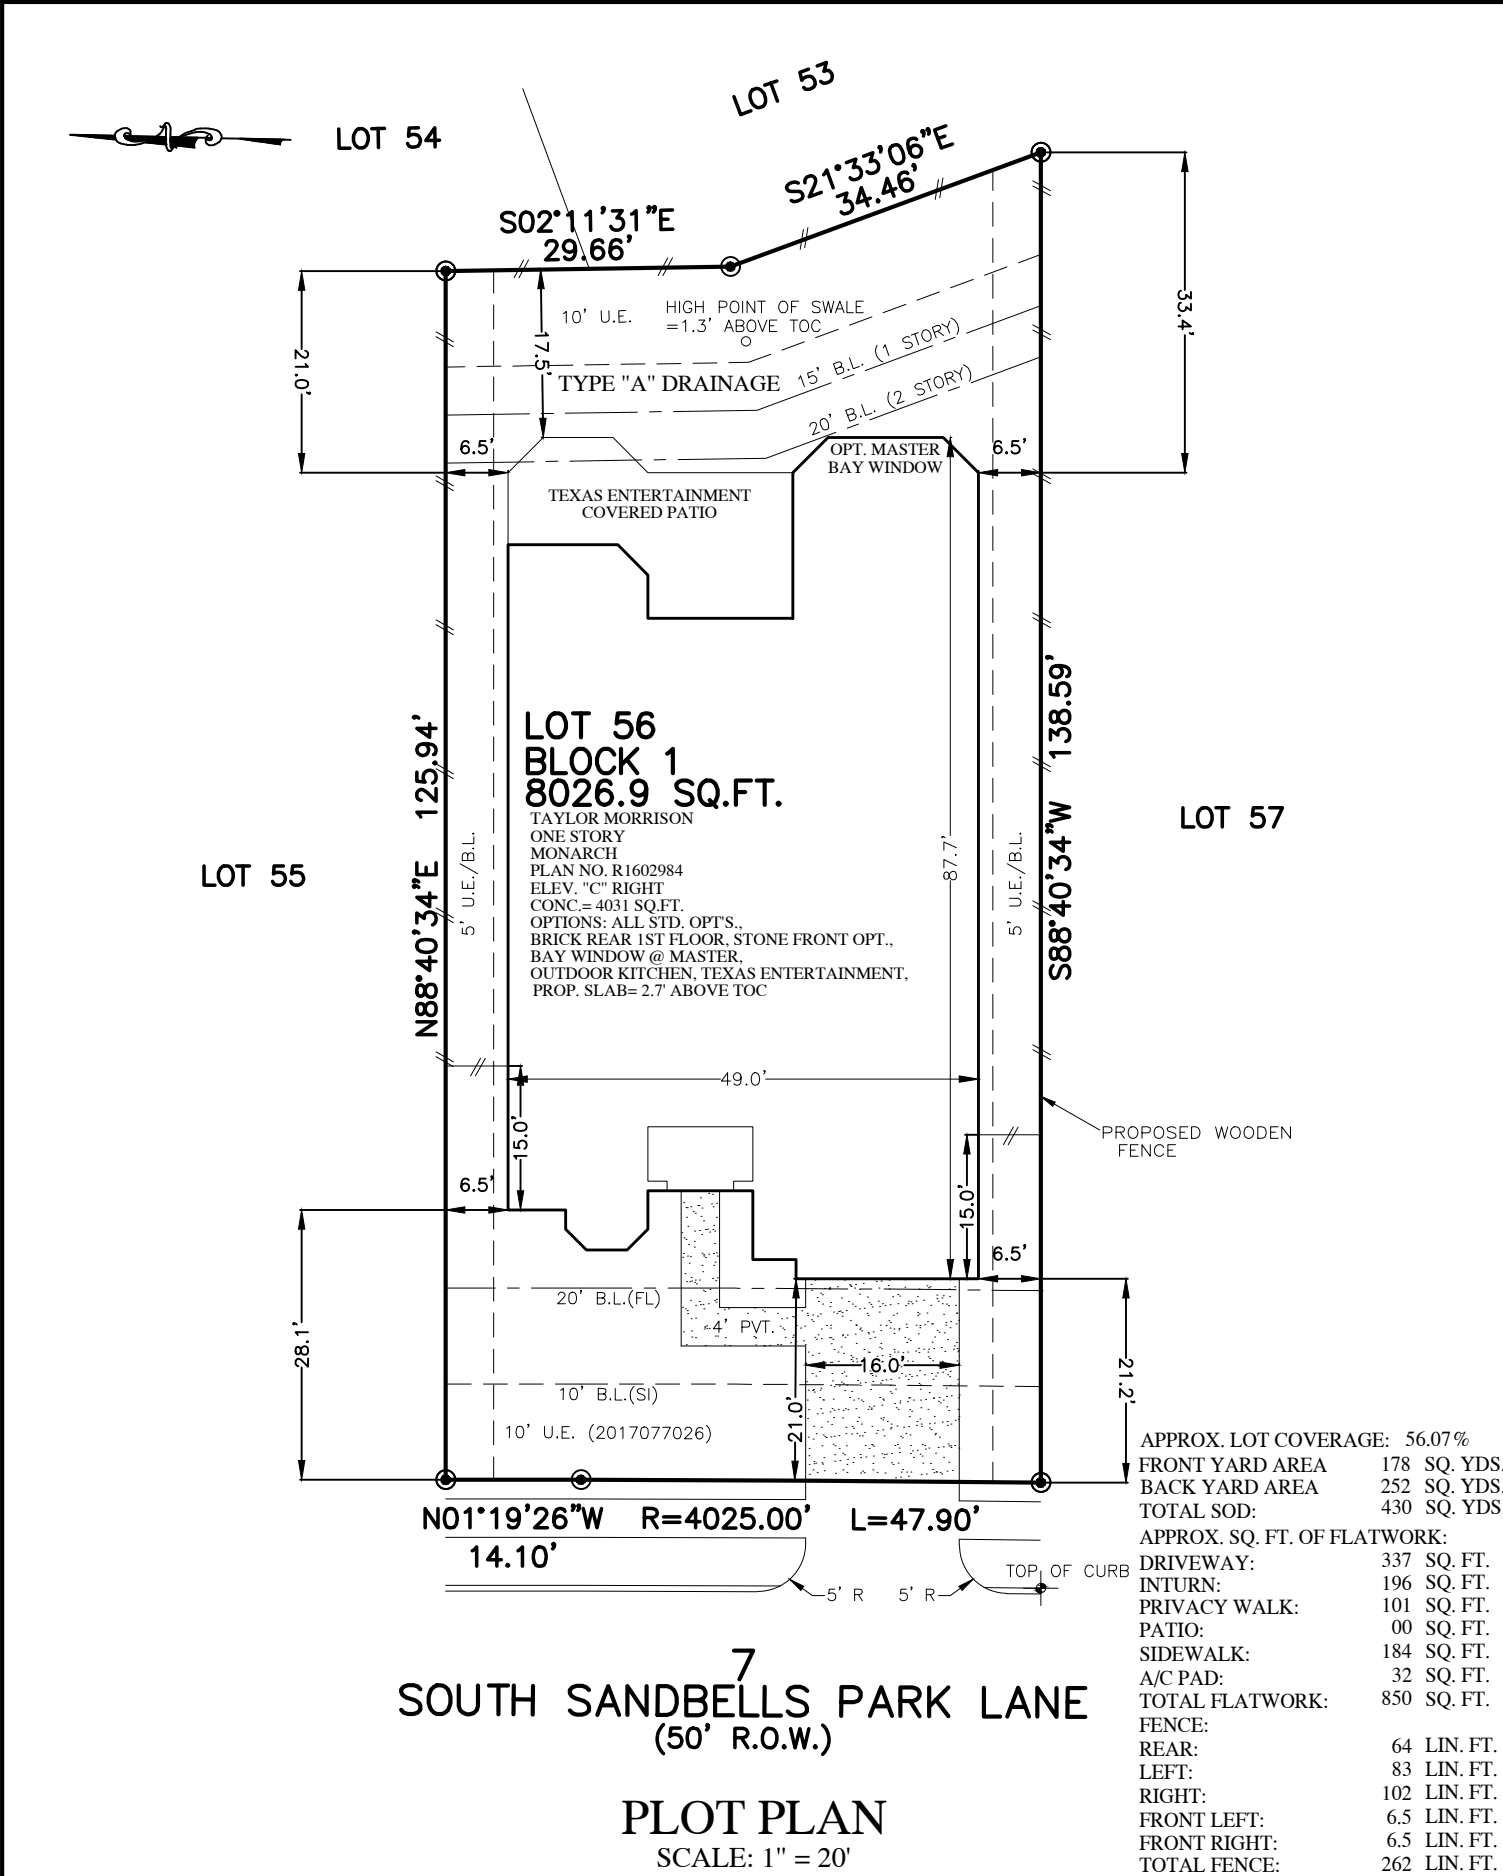 LOT 53
LOT 54
S21°33'06"E
34.46'
S02°11'31"E
29.66'
33.4'
21.0'
17.5'
10' U.E.
HIGH POINT OF SWALE
=1.3' ABOVE TOC
TYPE "A" DRAINAGE
15' B.L. (1 STORY)
20' B.L. (2 STORY)
6.5'
OPT. MASTER
BAY WINDOW
6.5'
TEXAS ENTERTAINMENT
COVERED PATIO
N88°40'34"E 125.94'
S88°40'34"W 138.59'
LOT 56
BLOCK 1
8026.9 SQ.FT.
TAYLOR MORRISON
ONE STORY
MONARCH
PLAN NO. R1602984
ELEV. "C" RIGHT
CONC.= 4031 SQ.FT.
OPTIONS: ALL STD. OPT'S.,
BRICK REAR 1ST FLOOR, STONE FRONT OPT.,
BAY WINDOW @ MASTER,
OUTDOOR KITCHEN, TEXAS ENTERTAINMENT,
PROP. SLAB= 2.7' ABOVE TOC
LOT 55
LOT 57
5' U.E./B.L.
87.7'
5' U.E./B.L.
49.0'
15.0'
PROPOSED WOODEN
FENCE
6.5'
15.0'
6.5'
28.1'
20' B.L.(FL)
4' PVT.
16.0'
10' B.L.(SI)
21.0'
21.2'
10' U.E. (2017077026)
N01°19'26"W R=4025.00' L=47.90'
14.10'
5' R 5' R
TOP OF CURB
7
SOUTH SANDBELLS PARK LANE
(50' R.O.W.)
PLOT PLAN
SCALE: 1" = 20'
APPROX. LOT COVERAGE: 56.07%
FRONT YARD AREA 178 SQ. YDS.
BACK YARD AREA 252 SQ. YDS.
TOTAL SOD: 430 SQ. YDS
APPROX. SQ. FT. OF FLATWORK:
DRIVEWAY: 337 SQ. FT.
INTURN: 196 SQ. FT.
PRIVACY WALK: 101 SQ. FT.
PATIO: 00 SQ. FT.
SIDEWALK: 184 SQ. FT.
A/C PAD: 32 SQ. FT.
TOTAL FLATWORK: 850 SQ. FT.
FENCE:
REAR: 64 LIN. FT.
LEFT: 83 LIN. FT.
RIGHT: 102 LIN. FT.
FRONT LEFT: 6.5 LIN. FT.
FRONT RIGHT: 6.5 LIN. FT.
TOTAL FENCE: 262 LIN. FT.